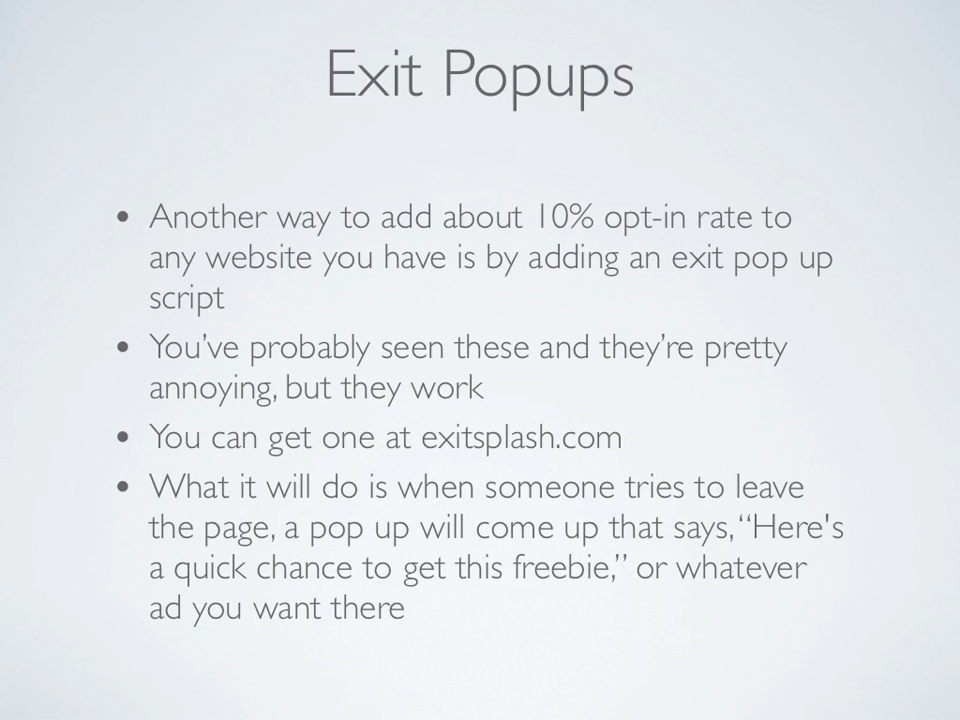 Exit Popups
• Another way to add about 10% opt-in rate to
any website you have is by adding an exit pop up
script
• You’ve probably seen these and they’re pretty
annoying, but they work
• You can get one at exitsplash.com
• What it will do is when someone tries to leave
the page, a pop up will come up that says, “Here's
a quick chance to get this freebie,” or whatever
ad you want there